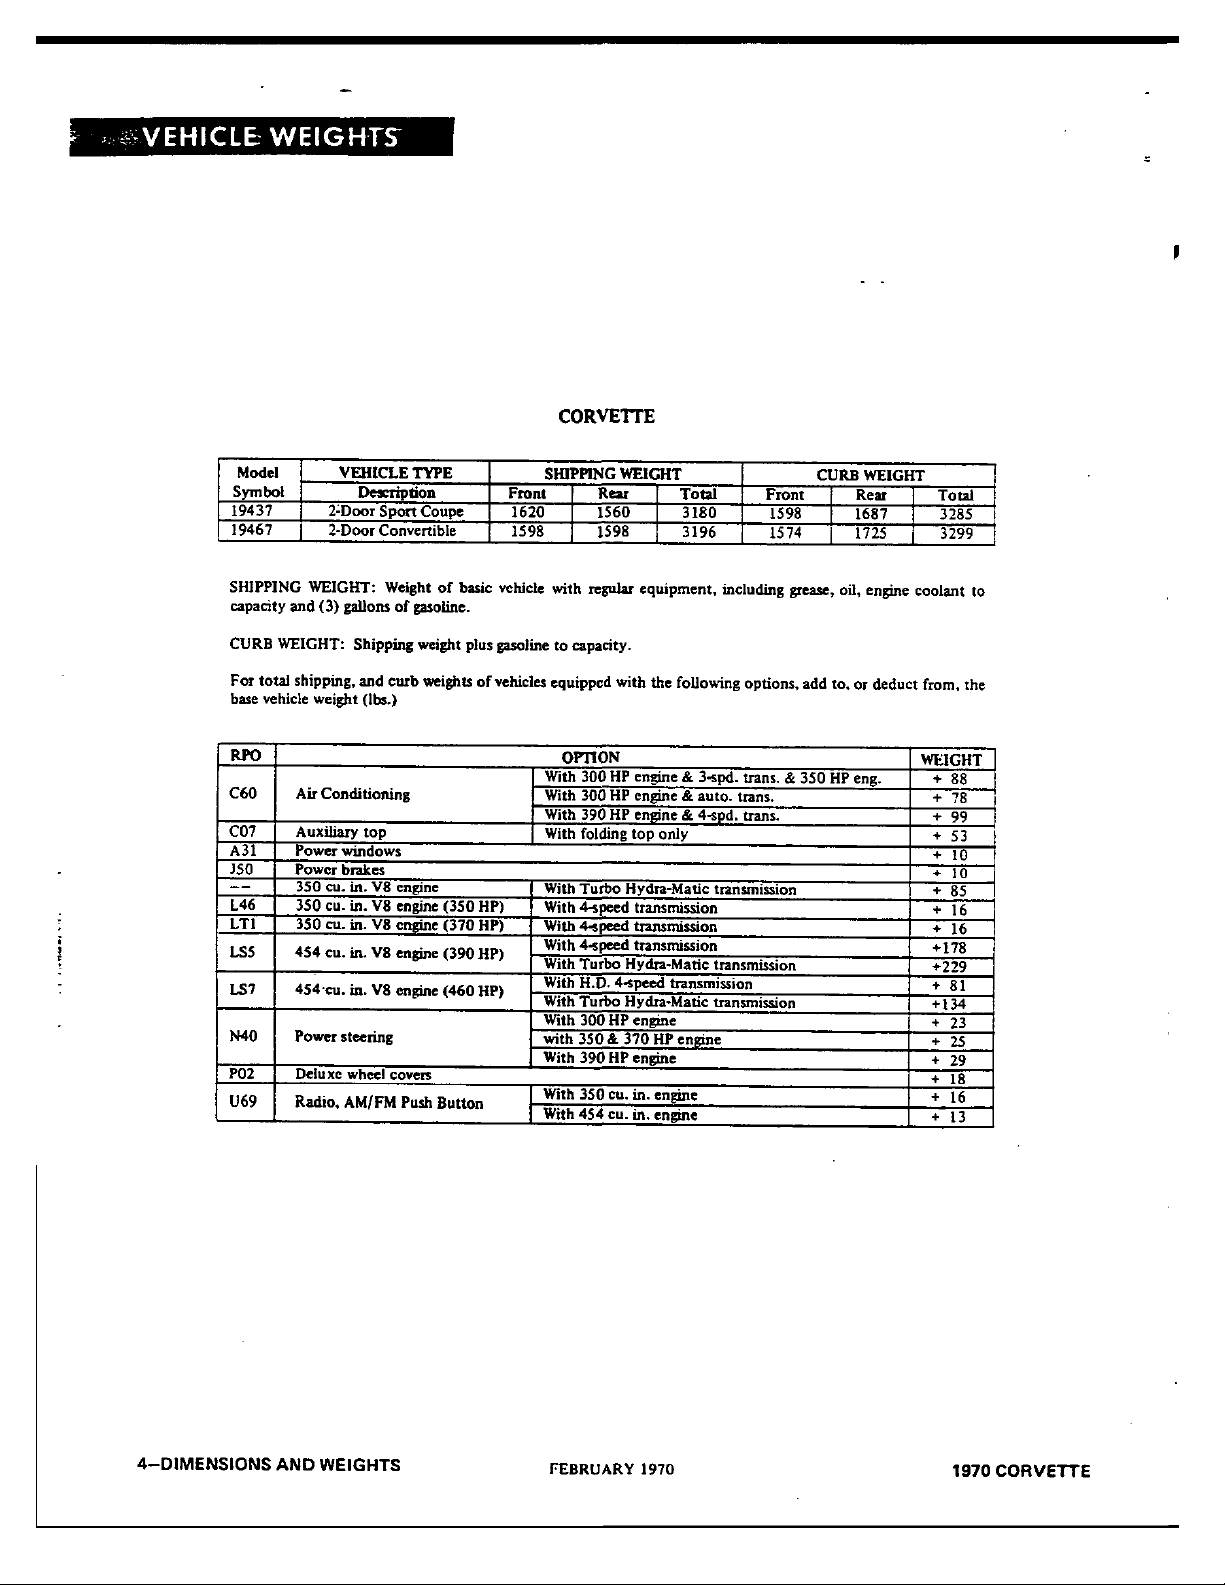 VEHICLE WEIGHTS
CORVETTE
Model Symbol | VEHICLE TYPE | SHIPPING WEIGHT | CURB WEIGHT
Description | Front | Rear | Total | Front | Rear | Total
19437 | 2-Door Sport Coupe | 1620 | 1560 | 3180 | 1598 | 1687 | 3285
19467 | 2-Door Convertible | 1598 | 1598 | 3196 | 1574 | 1725 | 3299
SHIPPING WEIGHT: Weight of basic vehicle with regular equipment, including grease, oil, engine coolant to
capacity and (3) gallons of gasoline.
CURB WEIGHT: Shipping weight plus gasoline to capacity.
For total shipping, and curb weights of vehicles equipped with the following options, add to, or deduct from, the
base vehicle weight (lbs.)
RPO | OPTION | WEIGHT
C60 | Air Conditioning | With 300 HP engine & 3-spd. trans. & 350 HP eng. | + 88
With 300 HP engine & auto. trans. | + 78
With 390 HP engine & 4-spd. trans. | + 99
C07 | Auxiliary top | With folding top only | + 53
A31 | Power windows | + 10
J50 | Power brakes | + 10
-- | 350 cu. in. V8 engine | With Turbo Hydra-Matic transmission | + 85
L46 | 350 cu. in. V8 engine (350 HP) | With 4-speed transmission | + 16
LT1 | 350 cu. in. V8 engine (370 HP) | With 4-speed transmission | + 16
LS5 | 454 cu. in. V8 engine (390 HP) | With 4-speed transmission | +178
With Turbo Hydra-Matic transmission | +229
LS7 | 454 cu. in. V8 engine (460 HP) | With H.D. 4-speed transmission | + 81
With Turbo Hydra-Matic transmission | +134
N40 | Power steering | With 300 HP engine | + 23
with 350 & 370 HP engine | + 25
With 390 HP engine | + 29
P02 | Deluxe wheel covers | + 18
U69 | Radio, AM/FM Push Button | With 350 cu. in. engine | + 16
With 454 cu. in. engine | + 13
4—DIMENSIONS AND WEIGHTS
FEBRUARY 1970
1970 CORVETTE